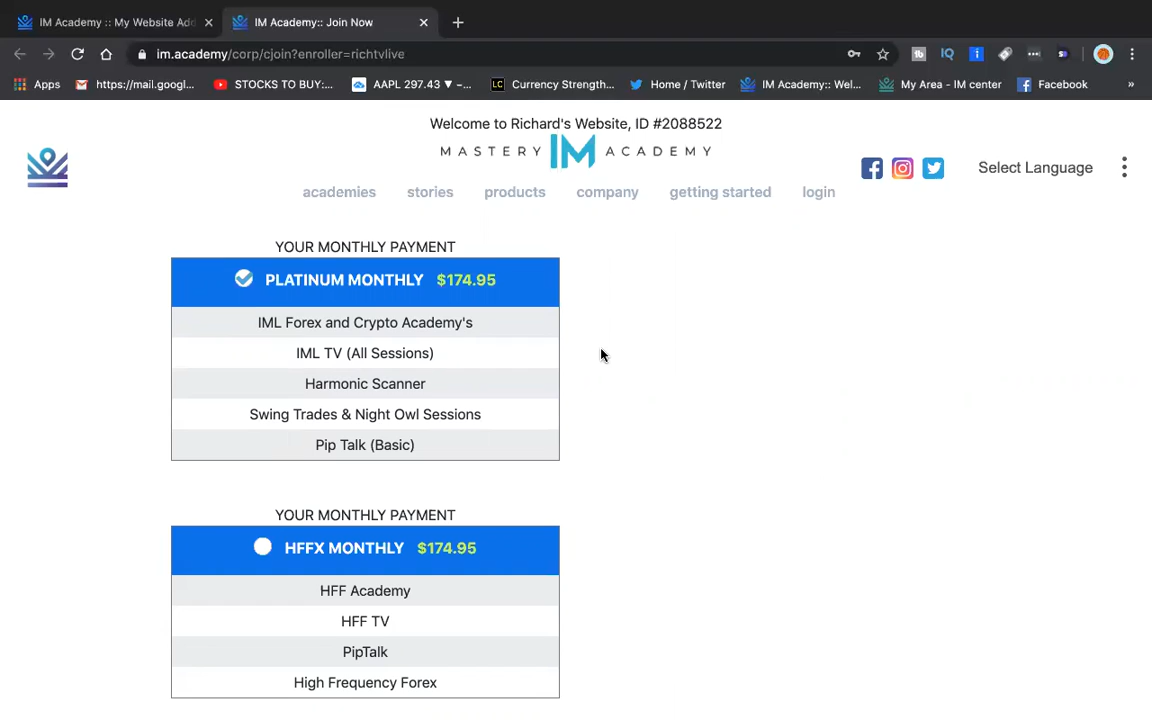 IM Academy :: My Website Add
IM Academy:: Join Now
im.academy/corp/cjoin?enroller=richtvlive
Apps
https://mail.googl...
STOCKS TO BUY:...
AAPL 297.43 ▼ −...
LC Currency Strength...
Home / Twitter
IM Academy:: Wel...
My Area - IM center
Facebook
»
Welcome to Richard's Website, ID #2088522
MASTERY IM ACADEMY
Select Language
academies stories products company getting started login
YOUR MONTHLY PAYMENT
PLATINUM MONTHLY $174.95
IML Forex and Crypto Academy's
IML TV (All Sessions)
Harmonic Scanner
Swing Trades & Night Owl Sessions
Pip Talk (Basic)
YOUR MONTHLY PAYMENT
HFFX MONTHLY $174.95
HFF Academy
HFF TV
PipTalk
High Frequency Forex